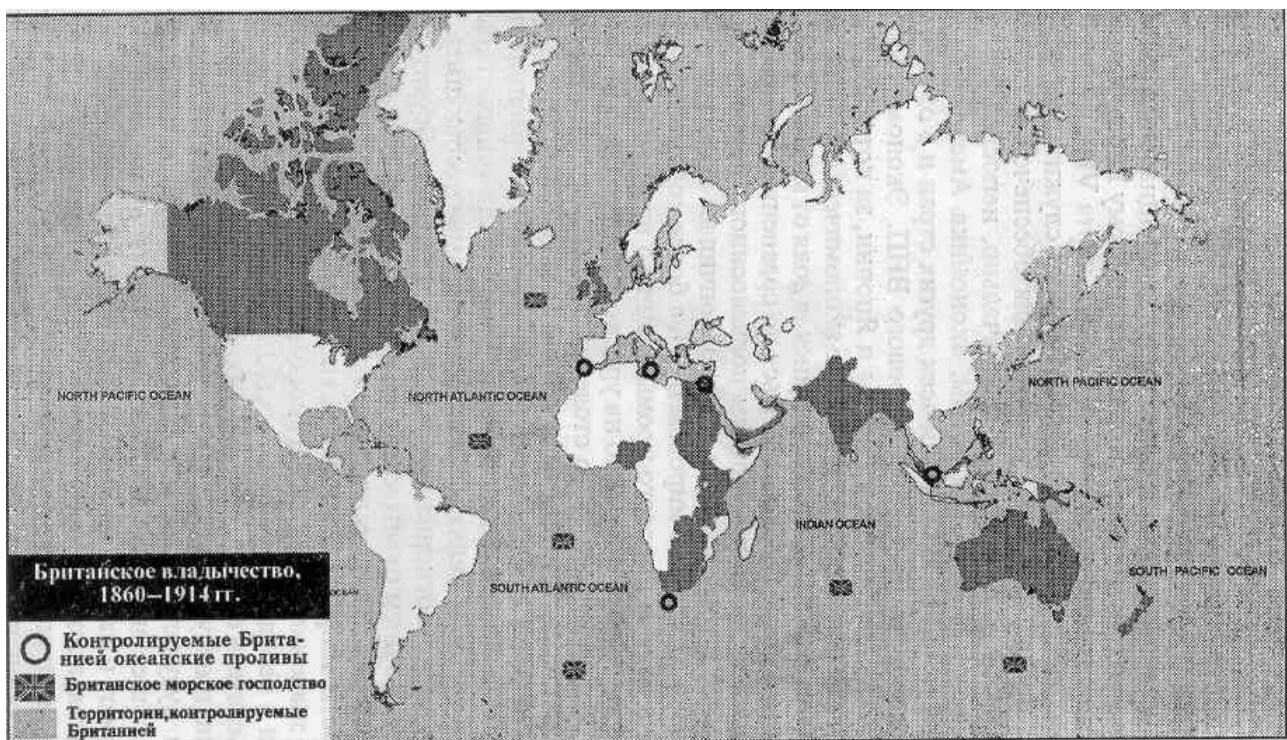 NORTH PACIFIC OCEAN
NORTH ATLANTIC OCEAN
NORTH PACIFIC OCEAN
INDIAN OCEAN
SOUTH ATLANTIC OCEAN
SOUTH PACIFIC OCEAN
Британское владычество,
1860—1914 гг.
OCEAN
Контролируемые Брита-
нией океанские проливы
Британское морское господство
Территории,контролируемые
Британией